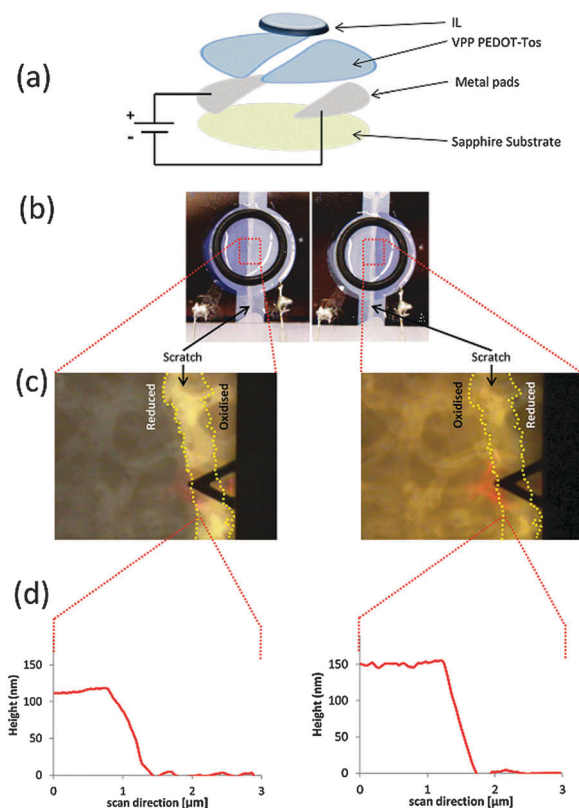 (a)
IL
VPP PEDOT-Tos
Metal pads
Sapphire Substrate
+
-
(b)
Scratch
Scratch
(c)
Reduced
Oxidised
Oxidised
Reduced
(d)
Height (nm)
150
100
50
0
0
1
2
3
scan direction [µm]
Height (nm)
150
100
50
0
0
1
2
3
scan direction [µm]